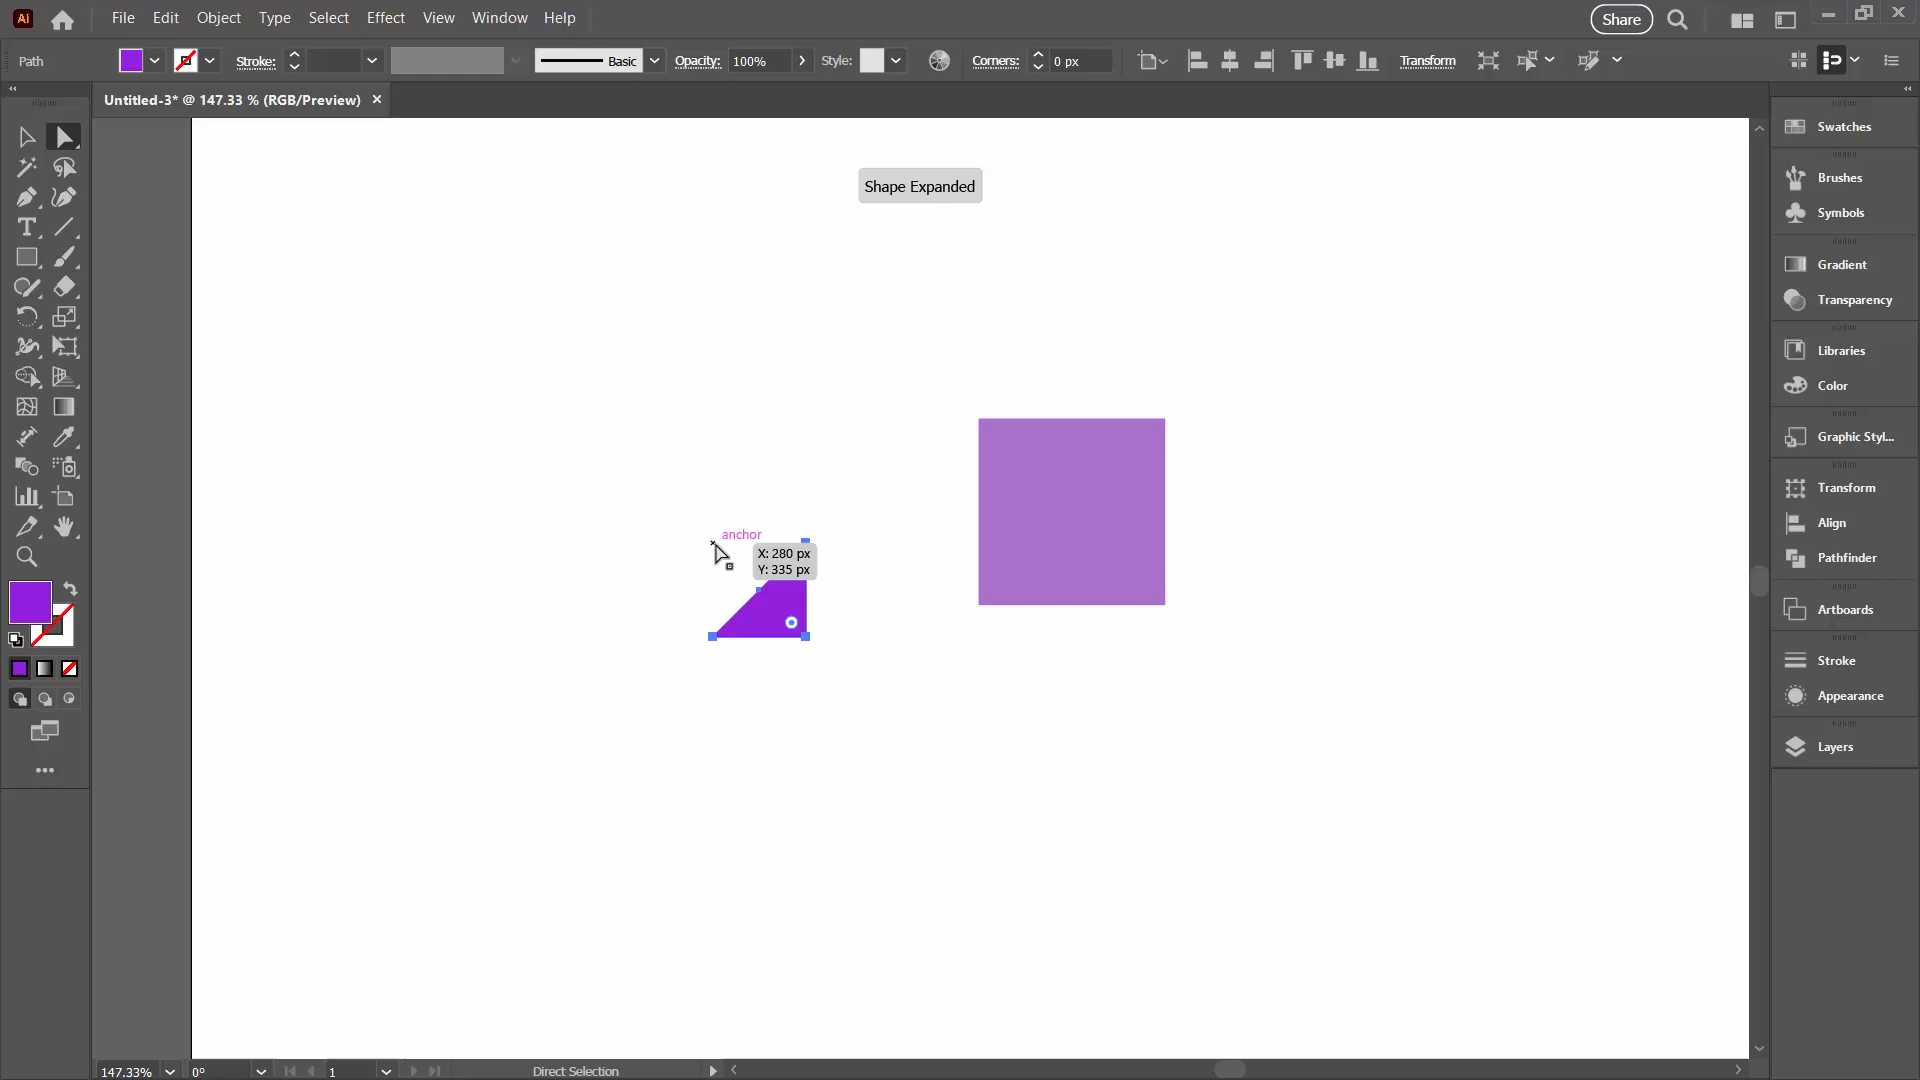 Ai File Edit Object Type Select Effect View Window Help Share
Path Stroke: Basic Opacity: 100% Style: Corners: 0 px Transform
Untitled-3* @ 147.33 % (RGB/Preview) ×
Shape Expanded
anchor
X: 280 px
Y: 335 px
Swatches
Brushes
Symbols
Gradient
Transparency
Libraries
Color
Graphic Styl...
Transform
Align
Pathfinder
Artboards
Stroke
Appearance
Layers
147.33% 0° 1 Direct Selection